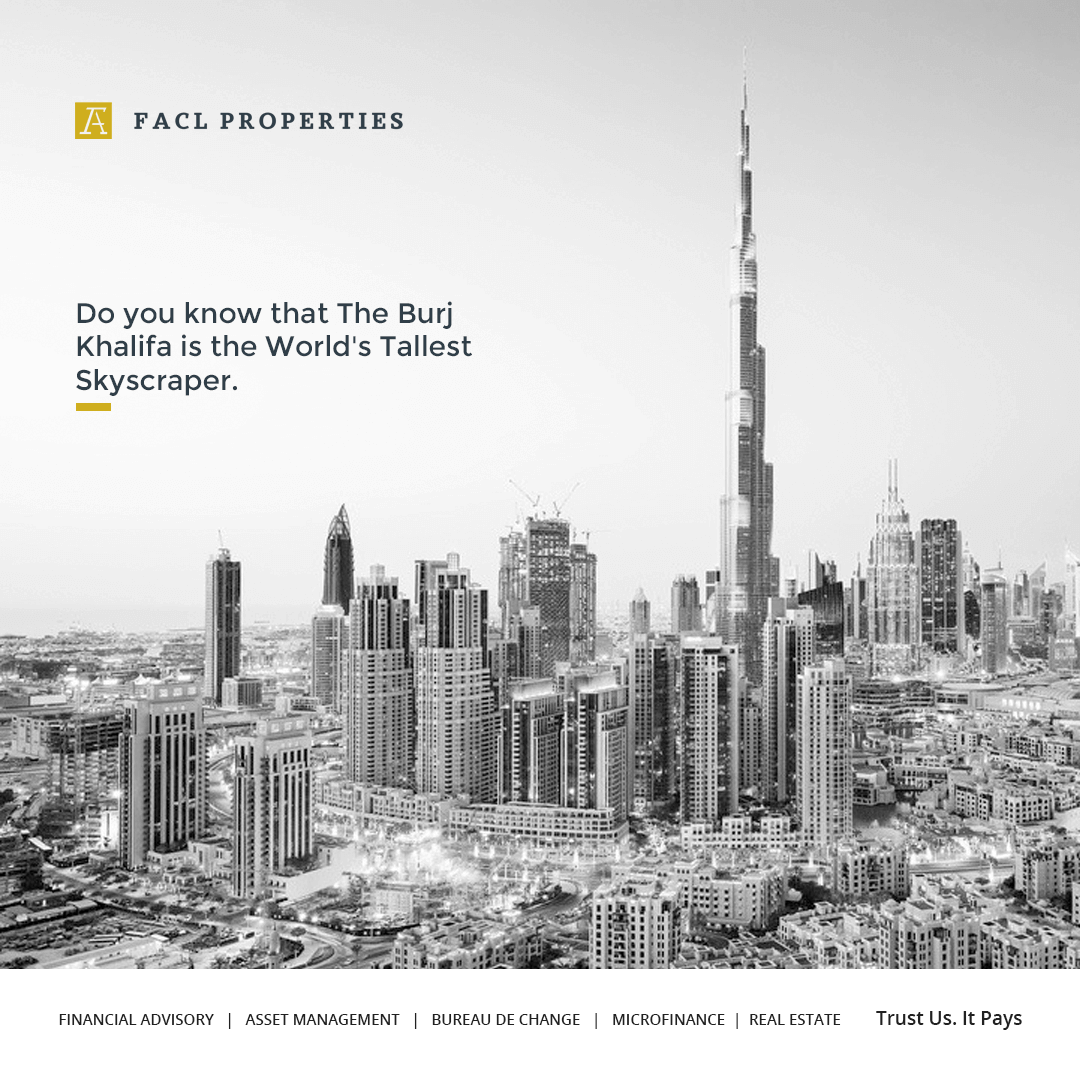 FACL PROPERTIES
Do you know that The Burj
Khalifa is the World's Tallest
Skyscraper.
FINANCIAL ADVISORY | ASSET MANAGEMENT | BUREAU DE CHANGE | MICROFINANCE | REAL ESTATE Trust Us. It Pays